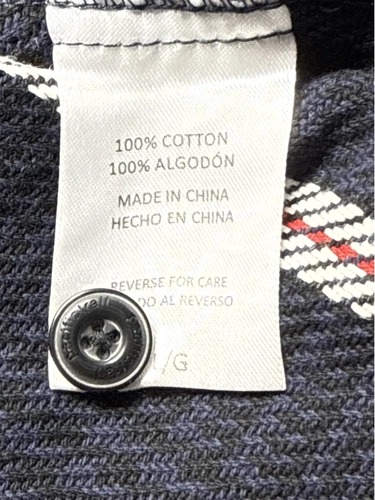 100% COTTON
100% ALGODÓN
MADE IN CHINA
HECHO EN CHINA
REVERSE FOR CARE
AL REVERSO
L/G